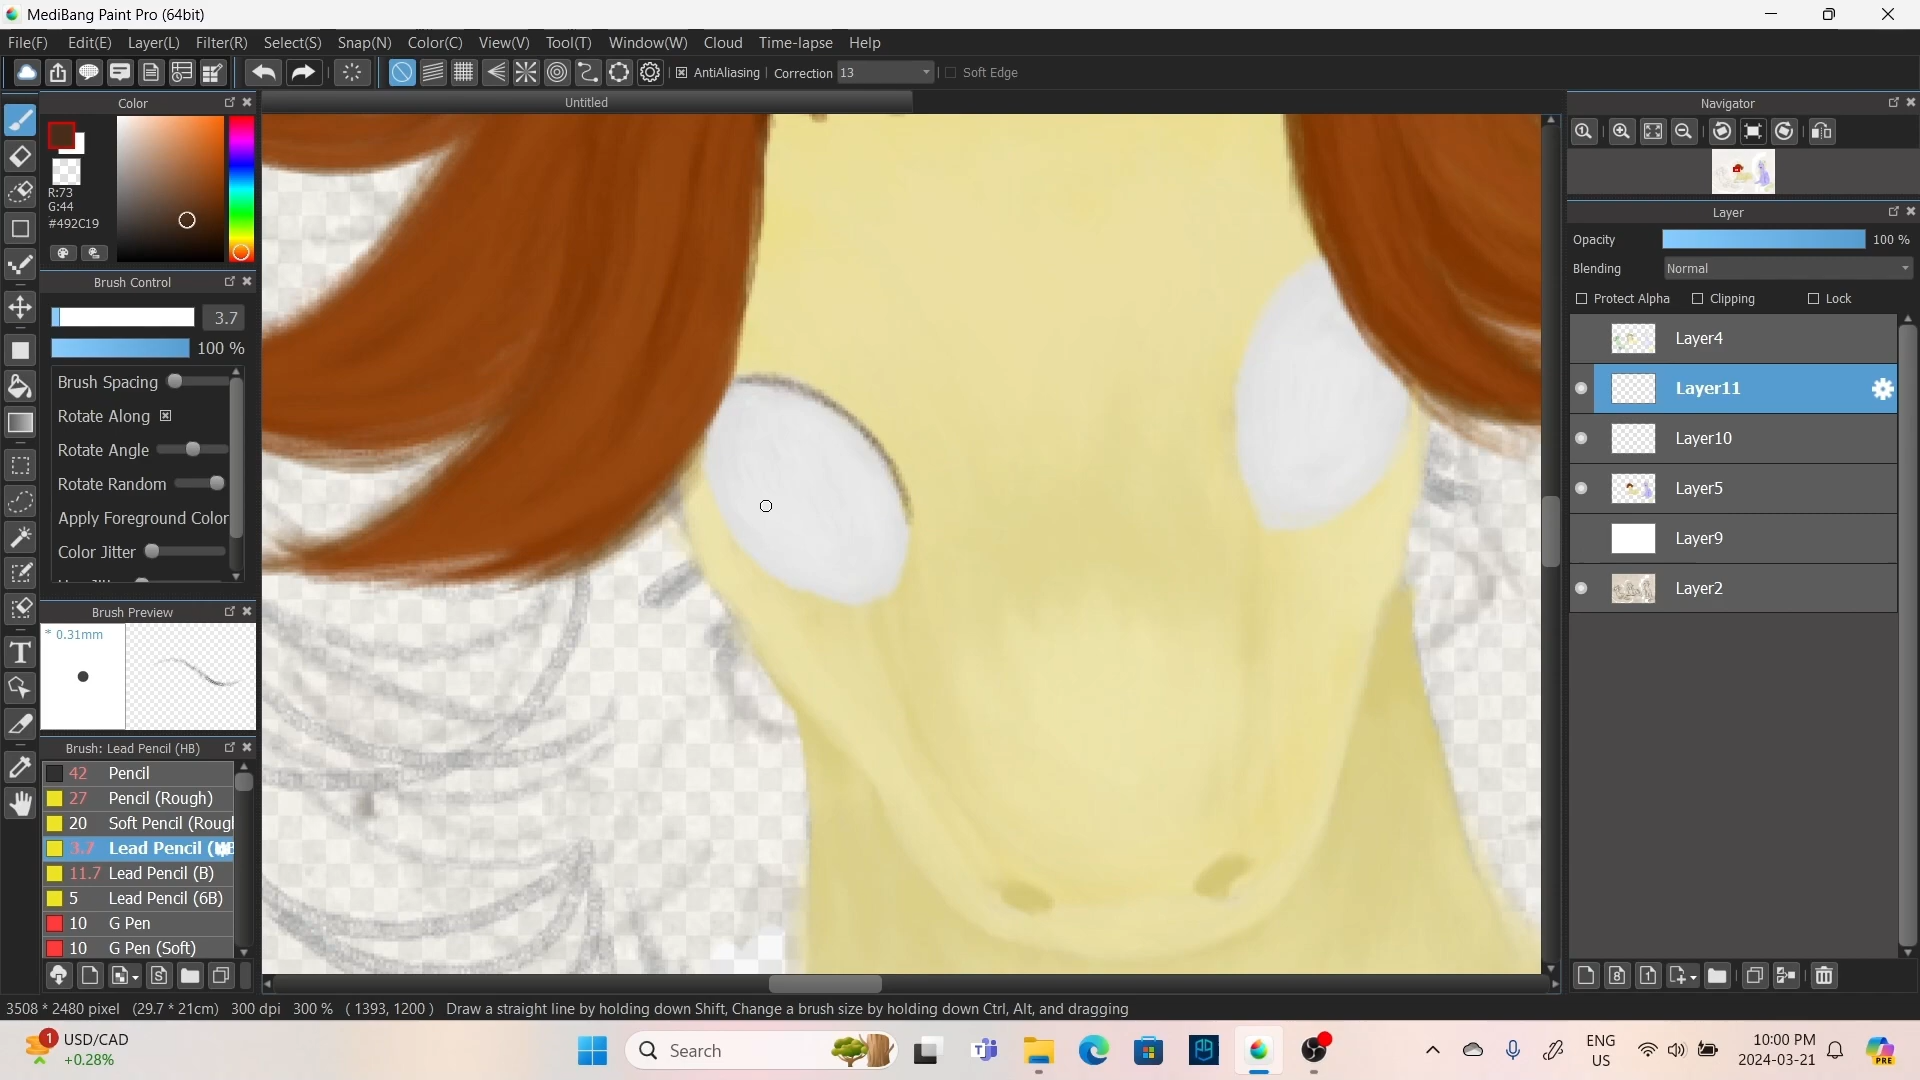 MediBang Paint Pro (64bit)
File(F) Edit(E) Layer(L) Filter(R) Select(S) Snap(N) Color(C) View(V) Tool(T) Window(W) Cloud Time-lapse Help
AntiAliasing Correction 13 Soft Edge
Color
Untitled
Navigator
R:73
G:44
#492C19
Brush Control
3.7
100 %
Brush Spacing
Rotate Along
Rotate Angle
Rotate Random
Apply Foreground Color
Color Jitter
Brush Preview
* 0.31mm
Brush: Lead Pencil (HB)
42 Pencil
27 Pencil (Rough)
20 Soft Pencil (Roug
3.7 Lead Pencil (HB
11.7 Lead Pencil (B)
5 Lead Pencil (6B)
10 G Pen
10 G Pen (Soft)
Layer
Opacity 100 %
Blending Normal
Protect Alpha Clipping Lock
Layer4
Layer11
Layer10
Layer5
Layer9
Layer2
3508 * 2480 pixel (29.7 * 21cm) 300 dpi 300 % ( 1393, 1200 ) Draw a straight line by holding down Shift, Change a brush size by holding down Ctrl, Alt, and dragging
1 USD/CAD
+0.28%
Search
ENG
US
10:00 PM
2024-03-21
PRE